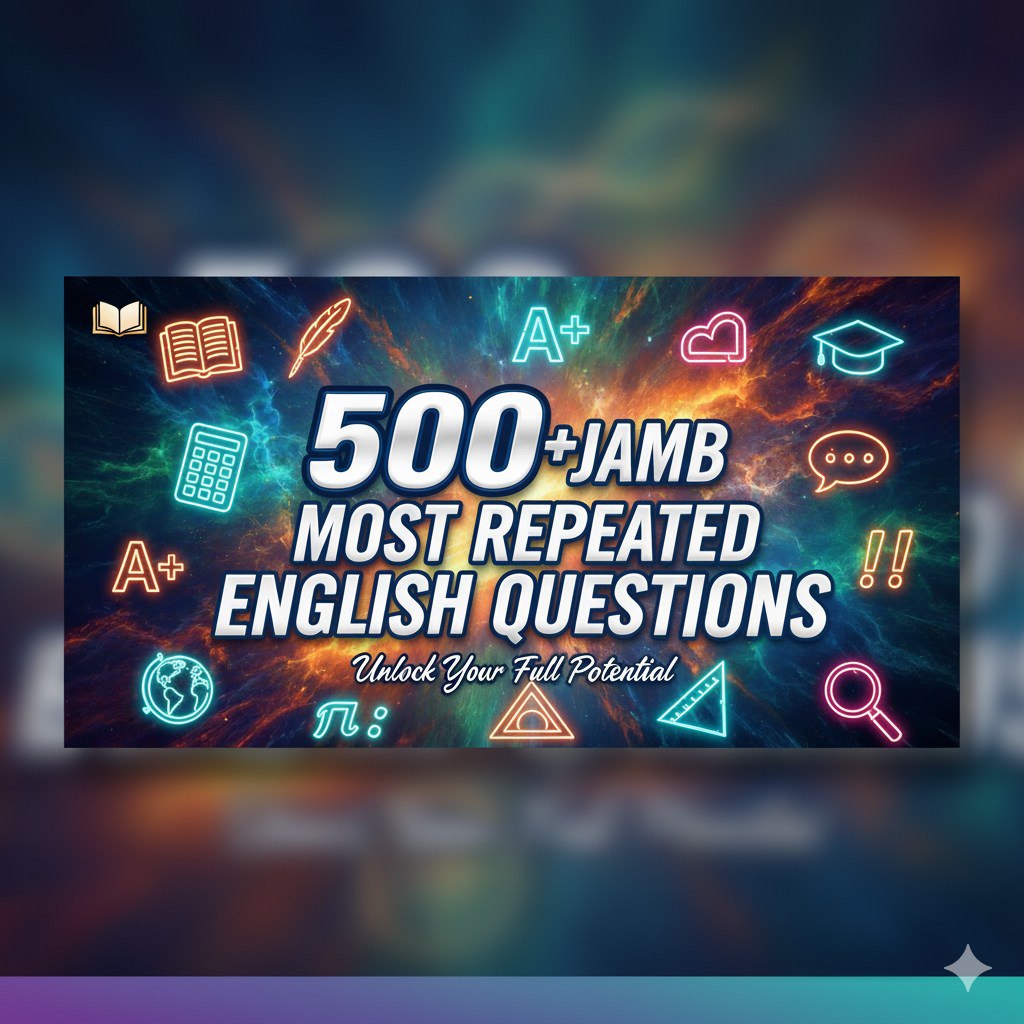 500+JAMB
MOST REPEATED
ENGLISH QUESTIONS
Unlock Your Full Potential
A+
A+
π:
!!